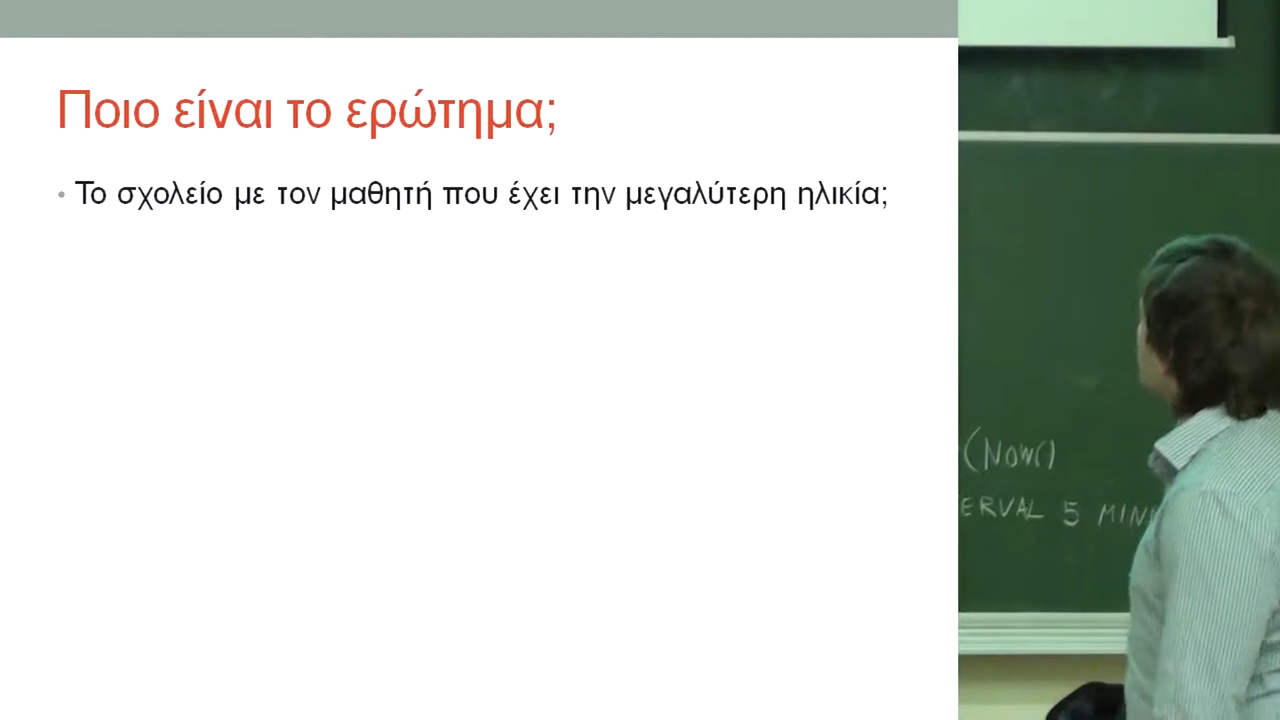 Ποιο είναι το ερώτημα;
• Το σχολείο με τον μαθητή που έχει την μεγαλύτερη ηλικία;
(NOW()
ERVAL 5 MIN